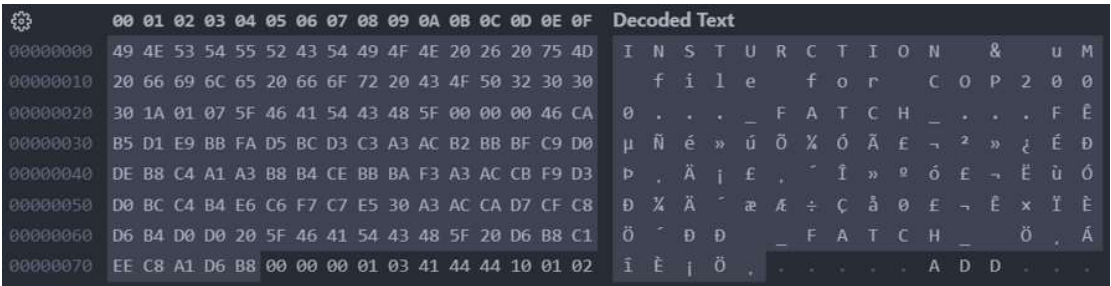 00 01 02 03 04 05 06 07 08 09 0A 0B 0C 0D 0E 0F Decoded Text
00000000 49 4E 53 54 55 52 43 54 49 4F 4E 20 26 20 75 4D I N S T U R C T I O N & u M
00000010 20 66 69 6C 65 20 66 6F 72 20 43 4F 50 32 30 30 f i l e f o r C O P 2 0 0
00000020 30 1A 01 07 5F 46 41 54 43 48 5F 00 00 00 46 CA 0 . . . _ F A T C H _ . . . F Ê
00000030 B5 D1 E9 BB FA D5 BC D3 C3 A3 AC B2 BB BF C9 D0 µ Ñ é » ú Õ ¼ Ó Ã £ ¬ ² » ¿ É Ð
00000040 DE B8 C4 A1 A3 B8 B4 CE BB BA F3 A3 AC CB F9 D3 Þ ¸ Ä ¡ £ ¸ ´ Î » º ó £ ¬ Ë ù Ó
00000050 D0 BC C4 B4 E6 C6 F7 C7 E5 30 A3 AC CA D7 CF C8 Ð ¼ Ä ´ æ Æ ÷ Ç å 0 £ ¬ Ê × Ï È
00000060 D6 B4 D0 D0 20 5F 46 41 54 43 48 5F 20 D6 B8 C1 Ö ´ Ð Ð _ F A T C H _ Ö ¸ Á
00000070 EE C8 A1 D6 B8 00 00 00 01 03 41 44 44 10 01 02 î È ¡ Ö ¸ . . . . . A D D . . .